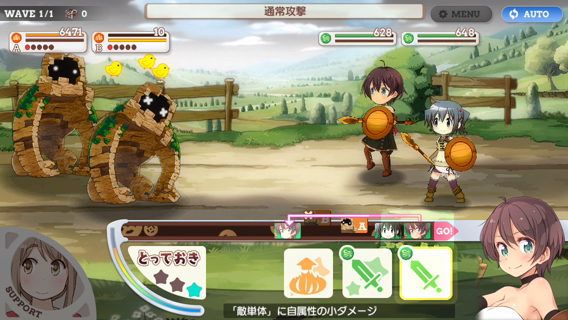 WAVE 1/1 0
通常攻撃
MENU
AUTO
6471
A
10
B
628
648
A
GO!
とっておき
SUPPORT
「敵単体」に自属性の小ダメージ